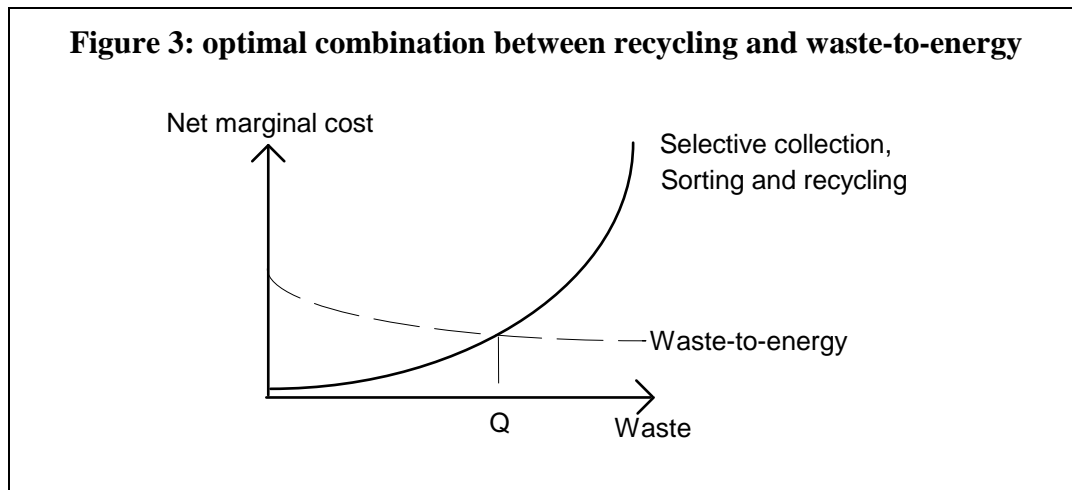 Figure 3: optimal combination between recycling and waste-to-energy
Net marginal cost
Selective collection,
Sorting and recycling
Waste-to-energy
Q
Waste